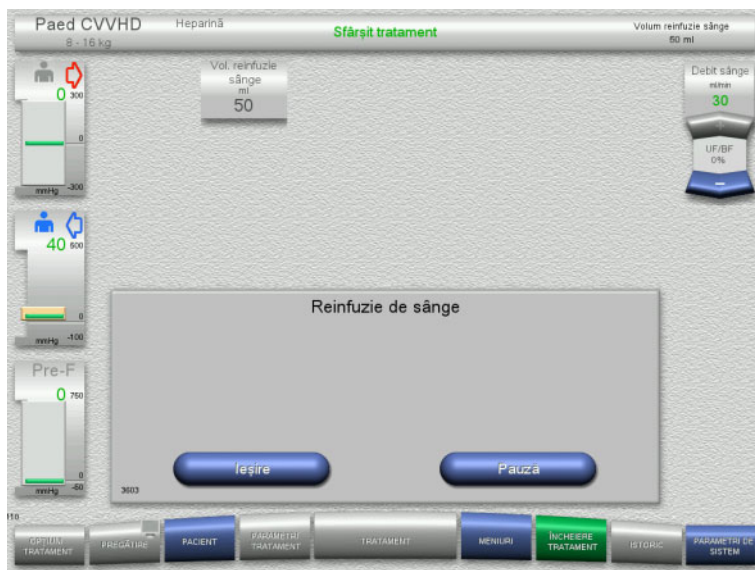 Paed CVVHD
Heparină
8 - 16 kg
Sfârșit tratament
Volum reinfuzie sânge
50 ml
0
300
0
-300
mmHg
Vol. reinfuzie
sânge
ml
50
Debit sânge
ml/min
30
UF/BF
0%
40
500
0
-100
mmHg
Pre-F
0
750
0
-50
mmHg
Reinfuzie de sânge
Ieșire
Pauză
3603
OPȚIUNI
TRATAMENT
PREGĂTIRE
PACIENT
PARAMETRI
TRATAMENT
TRATAMENT
MENIURI
ÎNCHEIERE
TRATAMENT
ISTORIC
PARAMETRI DE
SISTEM